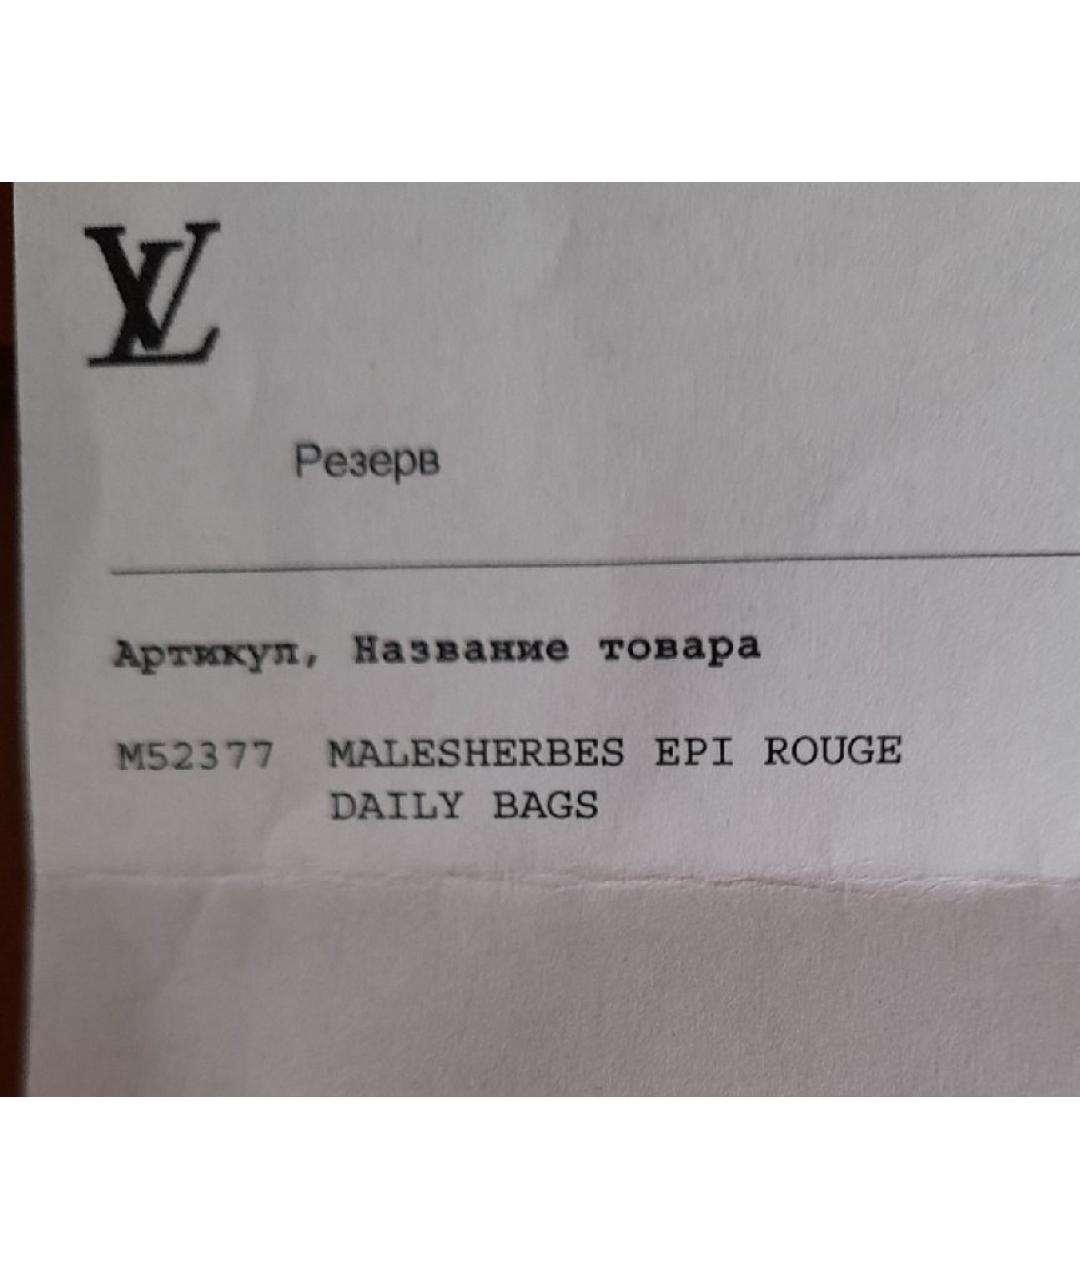 LV
Резерв
Артикул, Название товара
M52377 MALESHERBES EPI ROUGE
DAILY BAGS